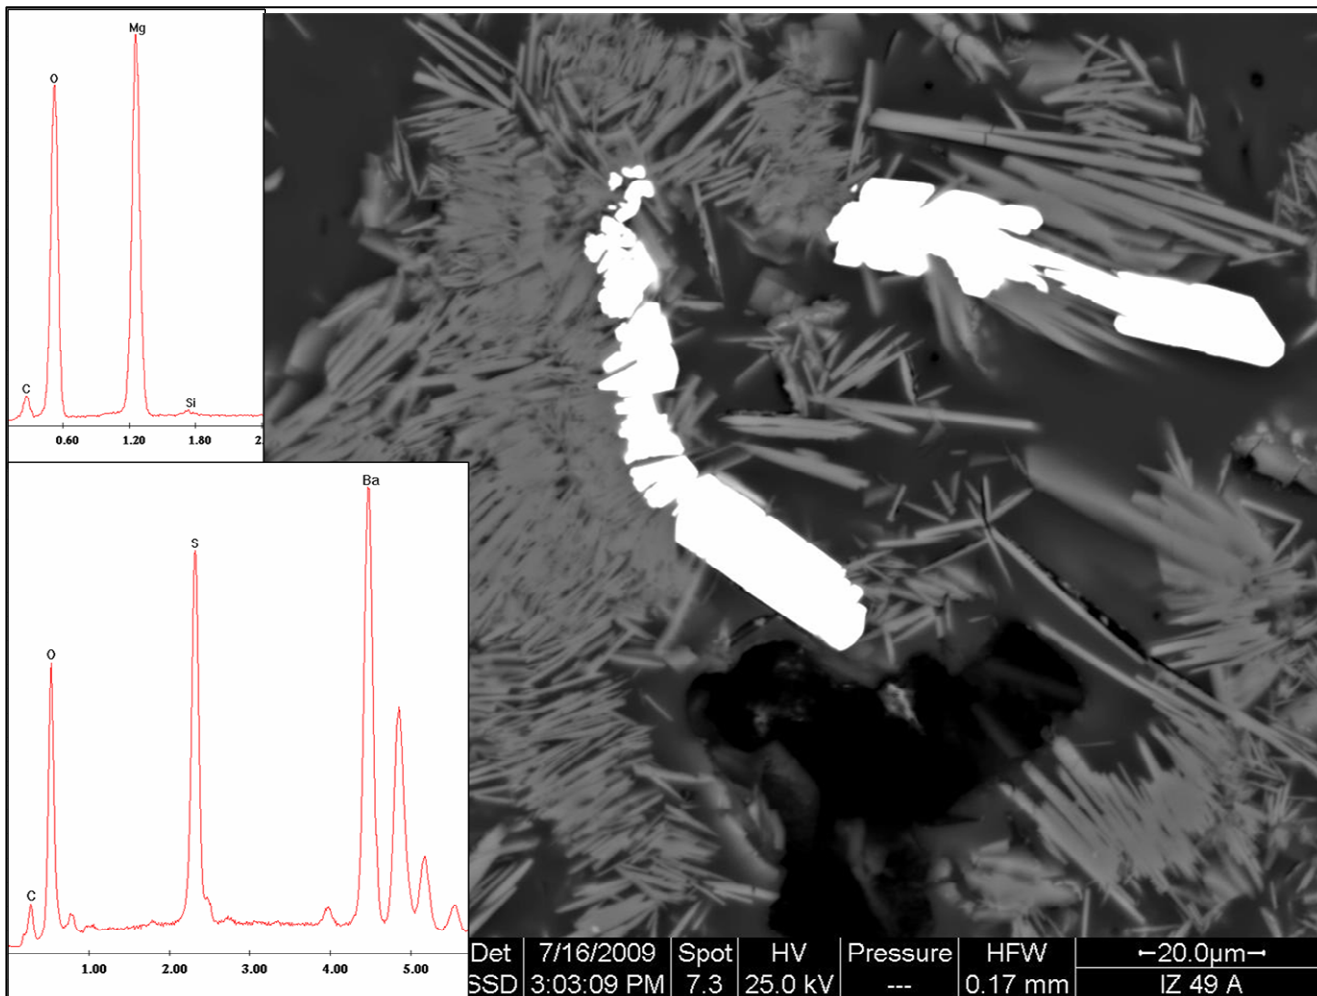 Mg
O
C
Si
0.60 1.20 1.80 2.
Ba
S
O
C
1.00 2.00 3.00 4.00 5.00
Det 7/16/2009 Spot HV Pressure HFW 20.0µm
SSD 3:03:09 PM 7.3 25.0 kV --- 0.17 mm IZ 49 A